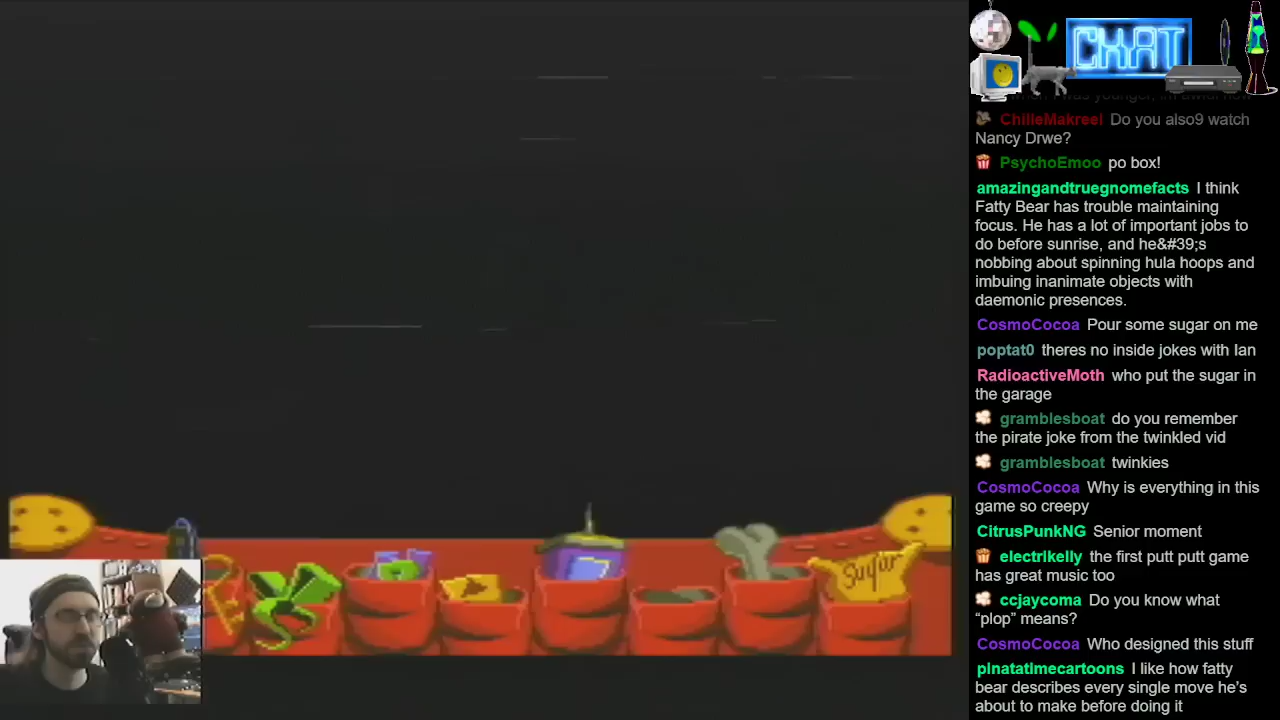 CHAT
ChilleMakreel Do you also9 watch
Nancy Drwe?
PsychoEmoo po box!
amazingandtruegnomefacts I think
Fatty Bear has trouble maintaining
focus. He has a lot of important jobs to
do before sunrise, and he&#39;s
nobbing about spinning hula hoops and
imbuing inanimate objects with
daemonic presences.
CosmoCocoa Pour some sugar on me
poptat0 theres no inside jokes with Ian
RadioactiveMoth who put the sugar in
the garage
gramblesboat do you remember
the pirate joke from the twinkled vid
gramblesboat twinkies
CosmoCocoa Why is everything in this
game so creepy
CitrusPunkNG Senior moment
electrikelly the first putt putt game
has great music too
ccjaycoma Do you know what
“plop” means?
CosmoCocoa Who designed this stuff
pinatatimecartoons I like how fatty
bear describes every single move he’s
about to make before doing it
Sugar